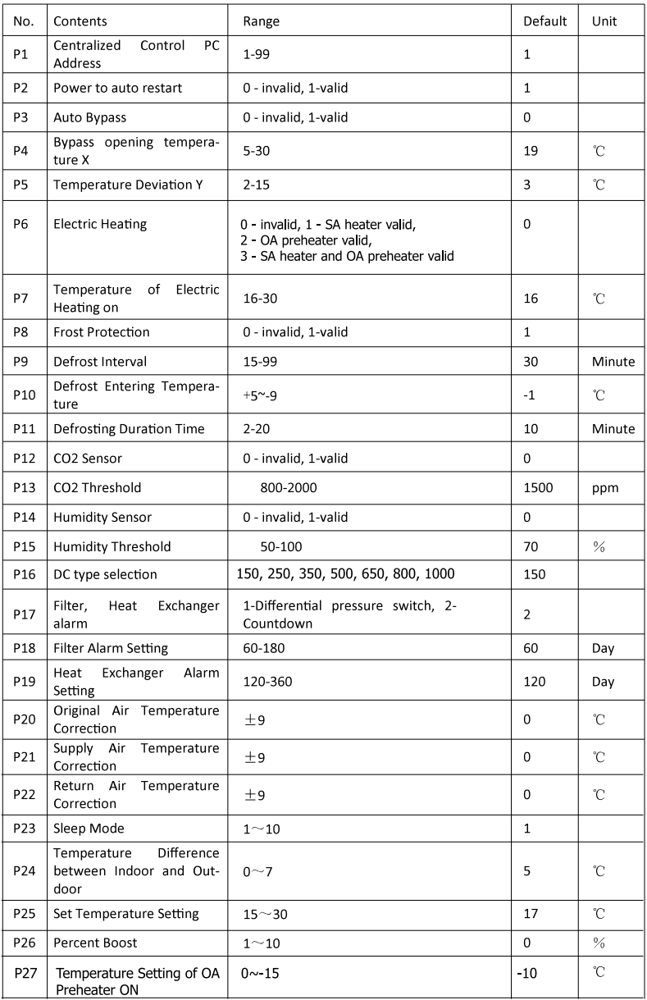 No. Contents Range Default Unit
P1 Centralized Control PC Address 1-99 1
P2 Power to auto restart 0 - invalid, 1-valid 1
P3 Auto Bypass 0 - invalid, 1-valid 0
P4 Bypass opening tempera-
ture X 5-30 19 ℃
P5 Temperature Deviation Y 2-15 3 ℃
P6 Electric Heating 0 - invalid, 1 - SA heater valid, 0
2 - OA preheater valid,
3 - SA heater and OA preheater valid
P7 Temperature of Electric
Heating on 16-30 16 ℃
P8 Frost Protection 0 - invalid, 1-valid 1
P9 Defrost Interval 15-99 30 Minute
P10 Defrost Entering Tempera-
ture +5~-9 -1 ℃
P11 Defrosting Duration Time 2-20 10 Minute
P12 CO2 Sensor 0 - invalid, 1-valid 0
P13 CO2 Threshold 800-2000 1500 ppm
P14 Humidity Sensor 0 - invalid, 1-valid 0
P15 Humidity Threshold 50-100 70 %
P16 DC type selection 150, 250, 350, 500, 650, 800, 1000 150
P17 Filter, Heat Exchanger
alarm 1-Differential pressure switch, 2-
Countdown 2
P18 Filter Alarm Setting 60-180 60 Day
P19 Heat Exchanger Alarm
Setting 120-360 120 Day
P20 Original Air Temperature
Correction ±9 0 ℃
P21 Supply Air Temperature
Correction ±9 0 ℃
P22 Return Air Temperature
Correction ±9 0 ℃
P23 Sleep Mode 1～10 1
P24 Temperature Difference
between Indoor and Out-
door 0～7 5 ℃
P25 Set Temperature Setting 15～30 17 ℃
P26 Percent Boost 1～10 0 %
P27 Temperature Setting of OA
Preheater ON 0~-15 -10 ℃